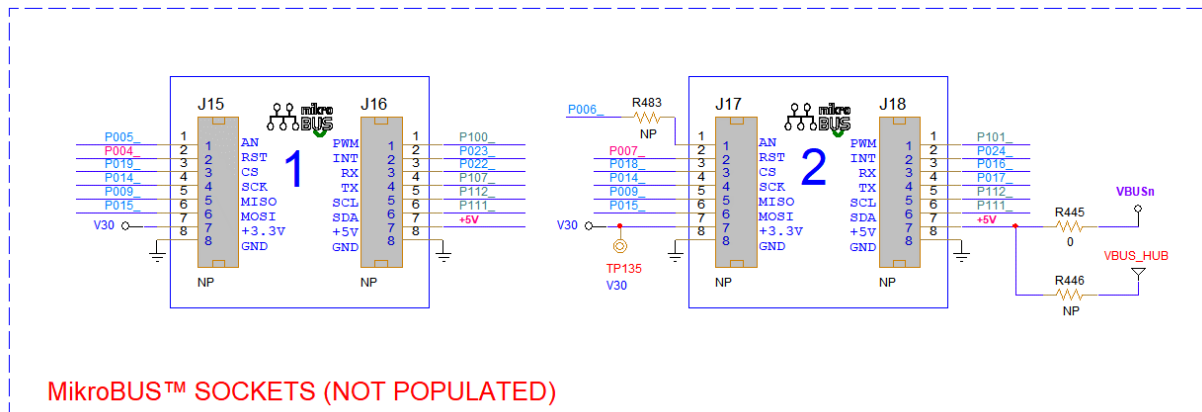 J15
mikro
BUS
J16
P005_ 1 1 AN PWM 1 1 P100_
P004_ 2 2 RST INT 2 2 P023_
P019_ 3 3 CS RX 3 3 P022_
P014_ 4 4 SCK TX 4 4 P107_
P009_ 5 5 MISO SCL 5 5 P112_
P015_ 6 6 MOSI SDA 6 6 P111_
V30 7 7 +3.3V +5V 7 7 +5V
8 8 GND GND 8 8
1
NP
NP
P006_
R483
NP
J17
mikro
BUS
J18
1 1 AN PWM 1 1 P101_
P007_ 2 2 RST INT 2 2 P024_
P018_ 3 3 CS RX 3 3 P016_
P014_ 4 4 SCK TX 4 4 P017_
P009_ 5 5 MISO SCL 5 5 P112_
P015_ 6 6 MOSI SDA 6 6 P111_
V30 7 7 +3.3V +5V 7 7 +5V
8 8 GND GND 8 8
2
TP135
V30
NP
NP
VBUSn
R445
0
VBUS_HUB
R446
NP
MikroBUS™ SOCKETS (NOT POPULATED)